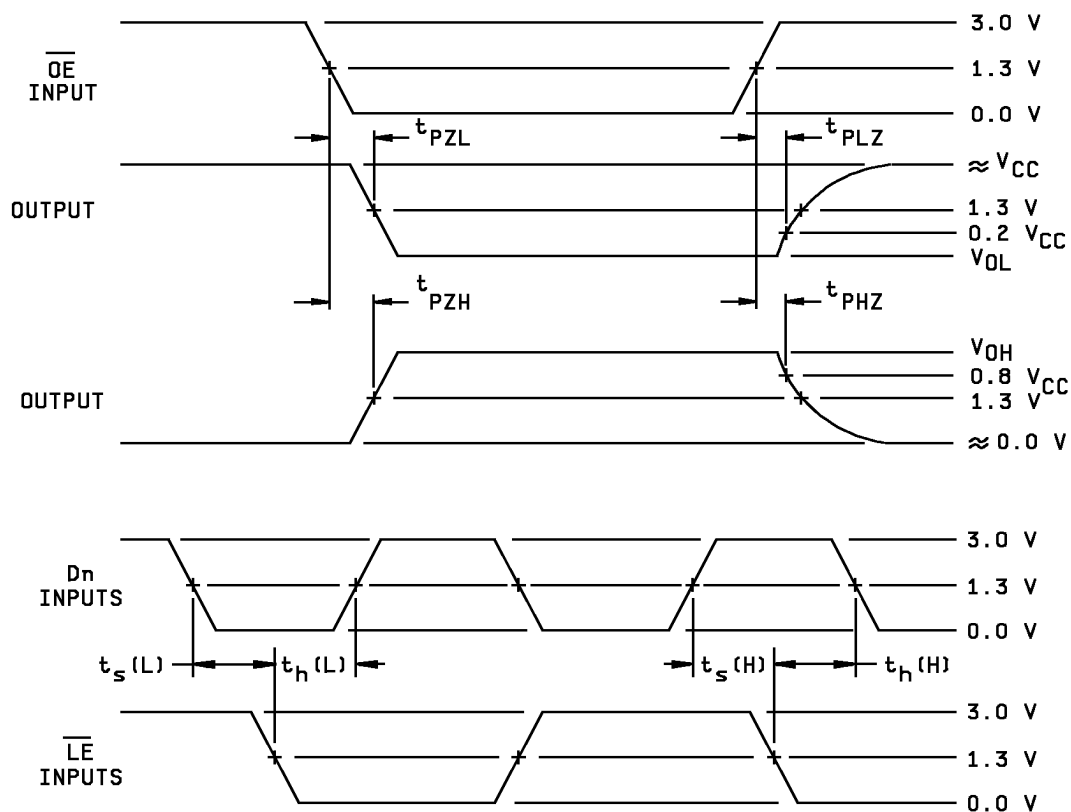 3.0 V
OE
INPUT
1.3 V
0.0 V
tPZL
tPLZ
≈ VCC
OUTPUT
1.3 V
0.2 VCC
VOL
tPZH
tPHZ
VOH
0.8 VCC
OUTPUT
1.3 V
≈ 0.0 V
3.0 V
Dn
INPUTS
1.3 V
0.0 V
ts(L)
th(L)
ts(H)
th(H)
3.0 V
LE
INPUTS
1.3 V
0.0 V